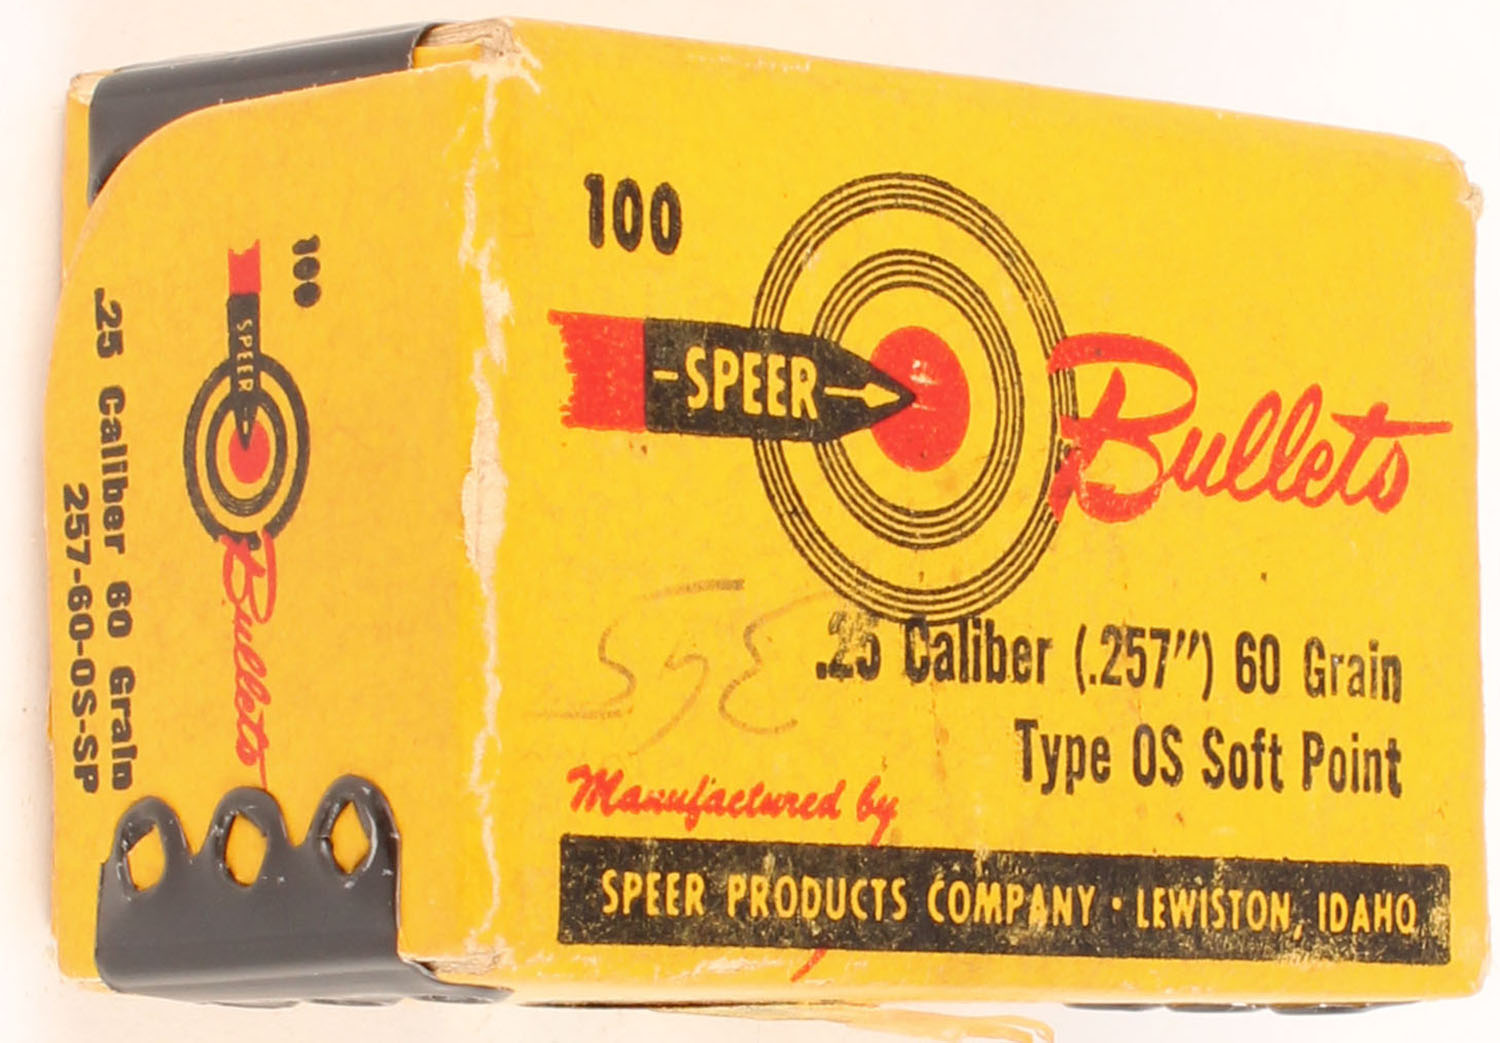 100
-SPEER→
Bullets
.25 Caliber (.257") 60 Grain
Type OS Soft Point
Manufactured by
SPEER PRODUCTS COMPANY · LEWISTON, IDAHO
100
SPEER
Bullets
.25 Caliber 60 Grain
257-60-OS-SP